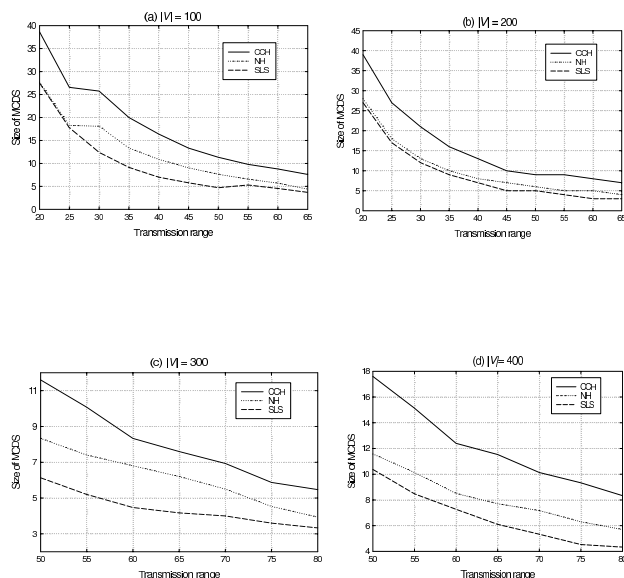 (a) |V| = 100
40
35
30
25
20
15
10
5
0
Size of MCDS
CCH
NH
SLS
20 25 30 35 40 45 50 55 60 65
Transmission range
(b) |V| = 200
45
40
35
30
25
20
15
10
5
0
Size of MCDS
CCH
NH
SLS
20 25 30 35 40 45 50 55 60 65
Transmission range
(c) |V| = 300
11
9
7
5
3
Size of MCDS
CCH
NH
SLS
50 55 60 65 70 75 80
Transmission range
(d) |V|= 400
18
16
14
12
10
8
6
4
Size of MCDS
CCH
NH
SLS
50 55 60 65 70 75 80
Transmission range